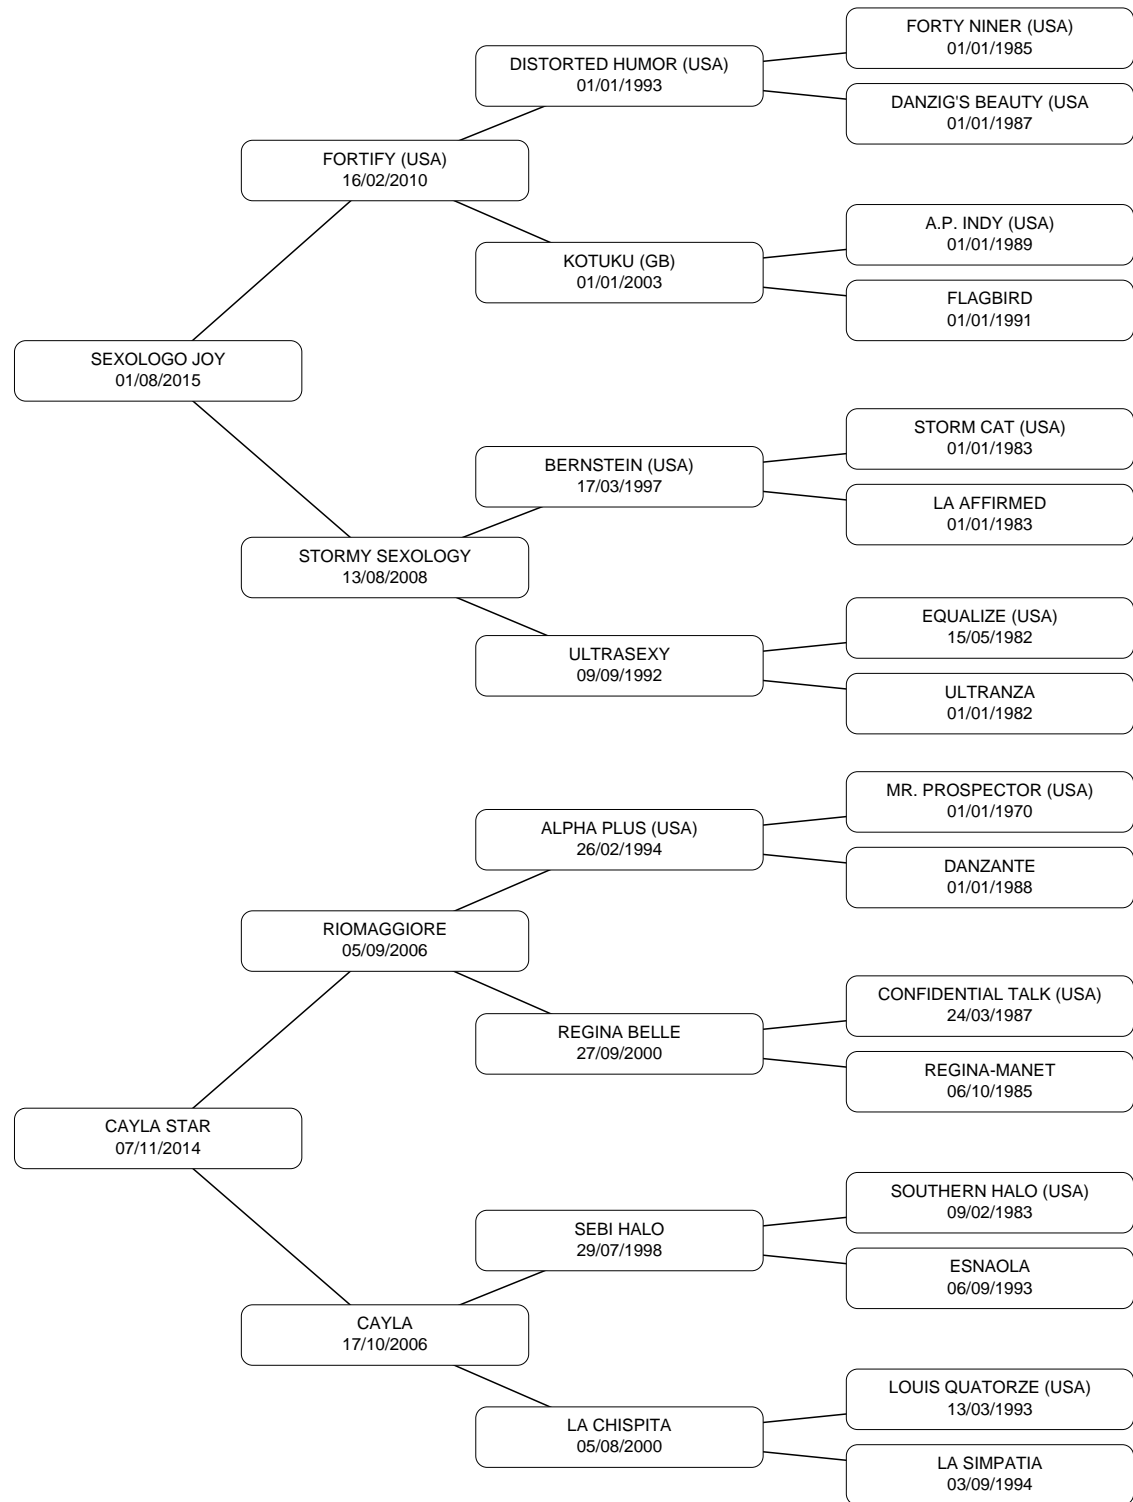 FORTY NINER (USA)
01/01/1985
DISTORTED HUMOR (USA)
01/01/1993
DANZIG'S BEAUTY (USA
01/01/1987
FORTIFY (USA)
16/02/2010
A.P. INDY (USA)
01/01/1989
KOTUKU (GB)
01/01/2003
FLAGBIRD
01/01/1991
SEXOLOGO JOY
01/08/2015
STORM CAT (USA)
01/01/1983
BERNSTEIN (USA)
17/03/1997
LA AFFIRMED
01/01/1983
STORMY SEXOLOGY
13/08/2008
EQUALIZE (USA)
15/05/1982
ULTRASEXY
09/09/1992
ULTRANZA
01/01/1982
MR. PROSPECTOR (USA)
01/01/1970
ALPHA PLUS (USA)
26/02/1994
DANZANTE
01/01/1988
RIOMAGGIORE
05/09/2006
CONFIDENTIAL TALK (USA)
24/03/1987
REGINA BELLE
27/09/2000
REGINA-MANET
06/10/1985
CAYLA STAR
07/11/2014
SOUTHERN HALO (USA)
09/02/1983
SEBI HALO
29/07/1998
ESNAOLA
06/09/1993
CAYLA
17/10/2006
LOUIS QUATORZE (USA)
13/03/1993
LA CHISPITA
05/08/2000
LA SIMPATIA
03/09/1994